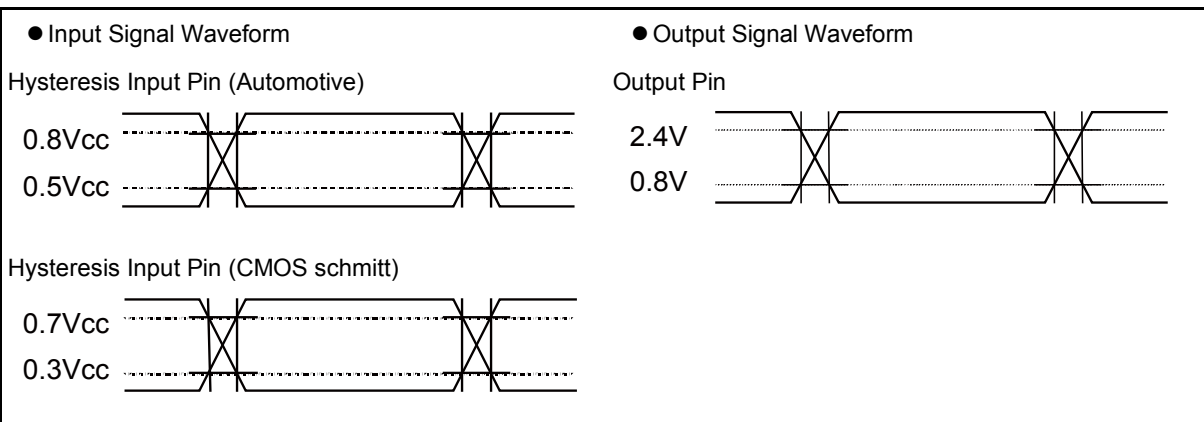 ● Input Signal Waveform
Hysteresis Input Pin (Automotive)
0.8Vcc
0.5Vcc
Hysteresis Input Pin (CMOS schmitt)
0.7Vcc
0.3Vcc
● Output Signal Waveform
Output Pin
2.4V
0.8V